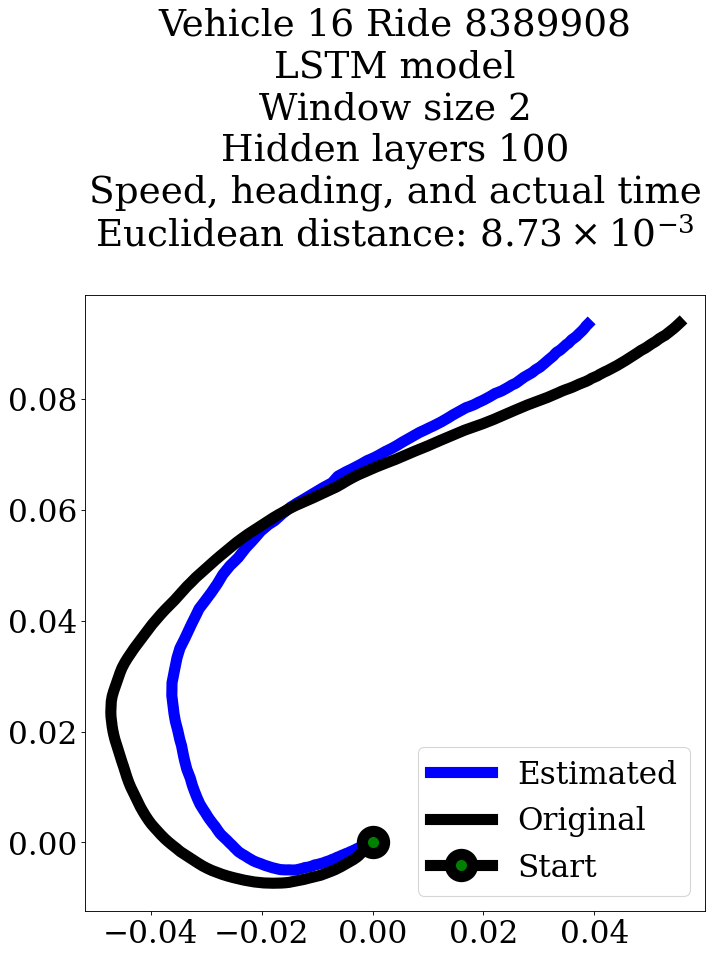 Vehicle 16 Ride 8389908
LSTM model
Window size 2
Hidden layers 100
Speed, heading, and actual time
Euclidean distance: 8.73 × 10⁻³
0.08
0.06
0.04
0.02
0.00
Estimated
Original
Start
−0.04 −0.02 0.00 0.02 0.04